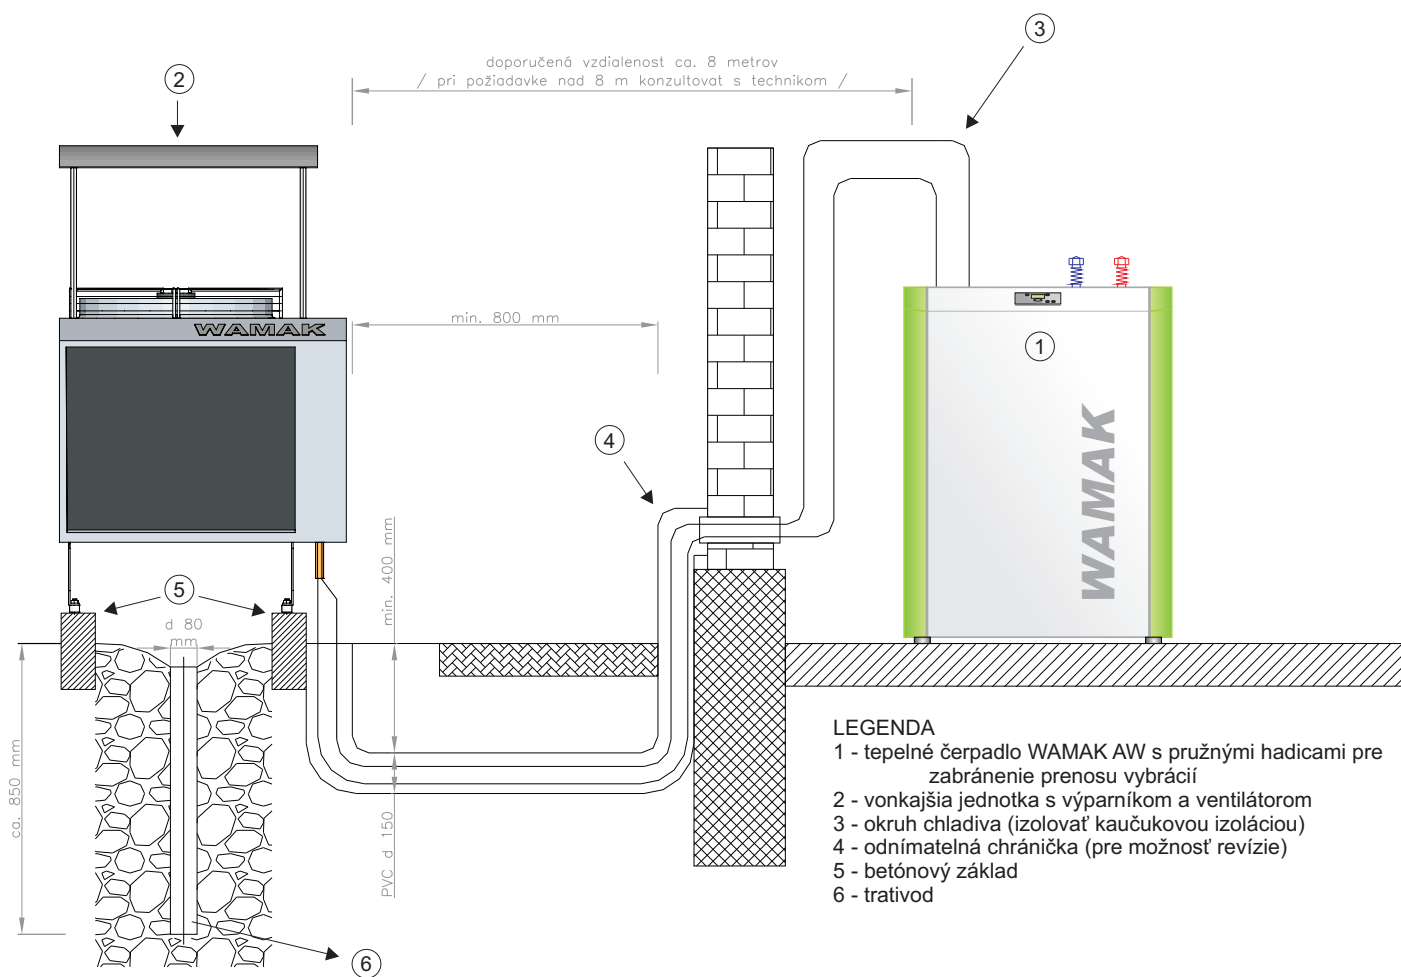 3
doporučená vzdialenost ca. 8 metrov
/ pri požiadavke nad 8 m konzultovat s technikom /
2
min. 800 mm
WAMAK
1
4
WAMAK
min. 400 mm
5
d 80
mm
ca. 850 mm
PVC d 150
6
LEGENDA
1 - tepelné čerpadlo WAMAK AW s pružnými hadicami pre
zabránenie prenosu vybrácií
2 - vonkajšia jednotka s výparníkom a ventilátorom
3 - okruh chladiva (izolovať kaučukovou izoláciou)
4 - odnímatelná chránička (pre možnosť revízie)
5 - betónový základ
6 - trativod